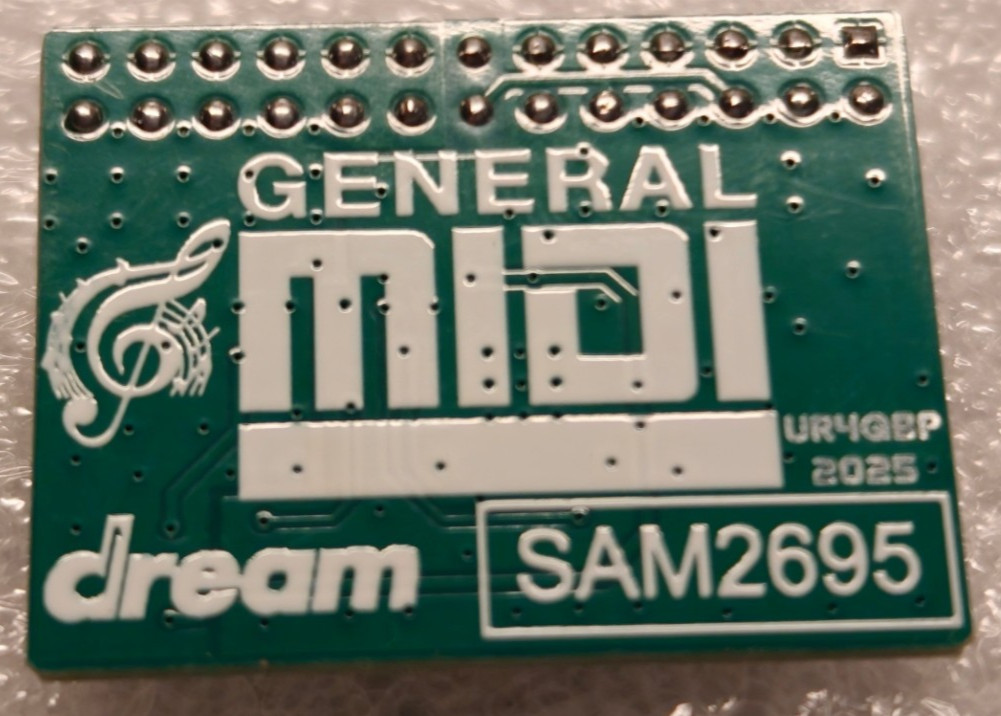 GENERAL
MIDI
UR4QBP
2025
dream
SAM2695